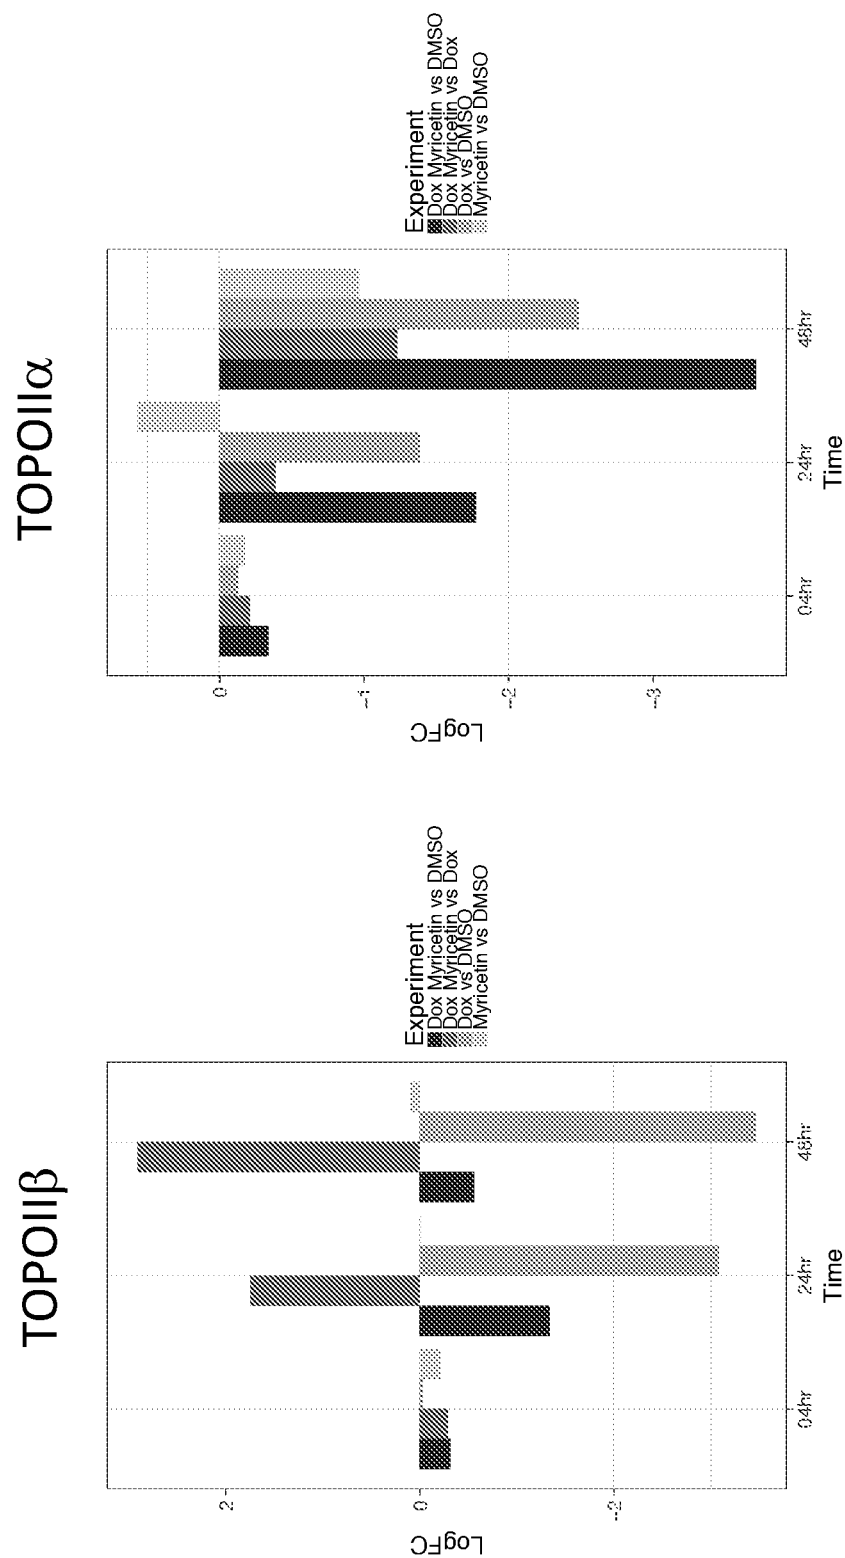 TOPOIIβ
LogFC
2
0
-2
04hr
24hr
48hr
Time
Experiment
Dox Myricetin vs DMSO
Dox Myricetin vs Dox
Dox vs DMSO
Myricetin vs DMSO
TOPOIIα
LogFC
0
-1
-2
-3
04hr
24hr
48hr
Time
Experiment
Dox Myricetin vs DMSO
Dox Myricetin vs Dox
Dox vs DMSO
Myricetin vs DMSO